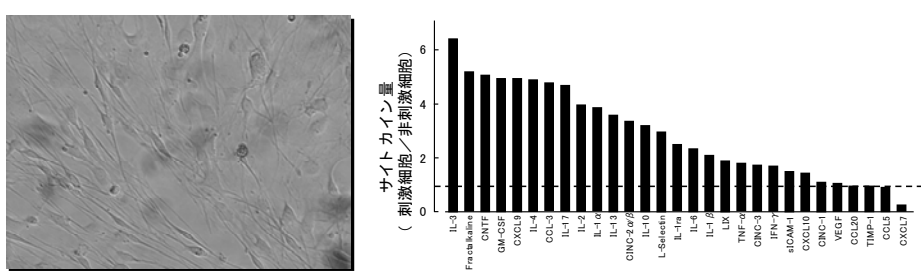 サイトカイン量
（刺激細胞／非刺激細胞）
6
4
2
0
IL-3
Fractalkaline
CNTF
GM-CSF
CXCL9
IL-4
CCL-3
IL-17
IL-2
IL-1α
IL-13
CINC-2α/β
IL-10
L-Selectin
IL-1ra
IL-6
IL-1β
LIX
TNF-α
CINC-3
IFN-γ
sICAM-1
CXCL10
CINC-1
VEGF
CCL20
TIMP-1
CCL5
CXCL7